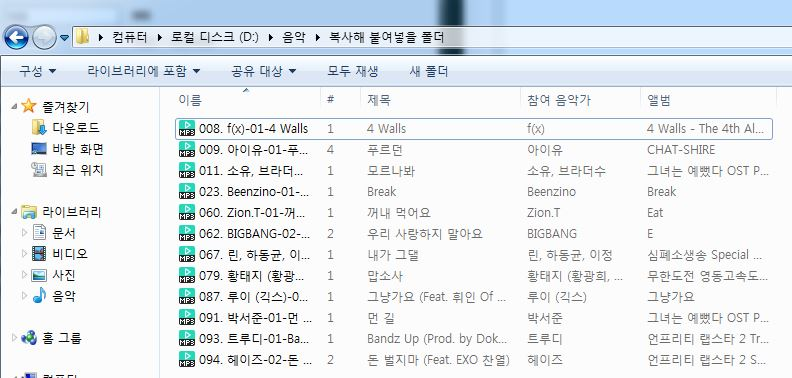 컴퓨터 ▸ 로컬 디스크 (D:) ▸ 음악 ▸ 복사해 붙여넣을 폴더
구성 라이브러리에 포함 공유 대상 모두 재생 새 폴더
이름 # 제목 참여 음악가 앨범
즐겨찾기
다운로드
바탕 화면
최근 위치
라이브러리
문서
비디오
사진
음악
홈 그룹
008. f(x)-01-4 Walls 1 4 Walls f(x) 4 Walls - The 4th Al...
009. 아이유-01-푸... 4 푸르던 아이유 CHAT-SHIRE
011. 소유, 브라더수 1 모르나봐 소유, 브라더수 그녀는 예뻤다 OST P...
023. Beenzino-01-... 1 Break Beenzino Break
060. Zion.T-01-꺼... 1 꺼내 먹어요 Zion.T Eat
062. BIGBANG-02-... 2 우리 사랑하지 말아요 BIGBANG E
067. 린, 하동균, 이... 1 내가 그댈 린, 하동균, 이정 심폐소생송 Special ...
079. 황태지 (황광... 1 맙소사 황태지 (황광희, ... 무한도전 영동고속도...
087. 루이 (긱스)-0... 1 그냥가요 (Feat. 휘인 Of ... 루이 (긱스) 그냥가요
091. 박서준-01-먼 ... 1 먼 길 박서준 그녀는 예뻤다 OST P...
093. 트루디-01-Ba... 1 Bandz Up (Prod. by Dok... 트루디 언프리티 랩스타 2 Tr...
094. 헤이즈-02-돈 ... 2 돈 벌지마 (Feat. EXO 찬열) 헤이즈 언프리티 랩스타 2 S...